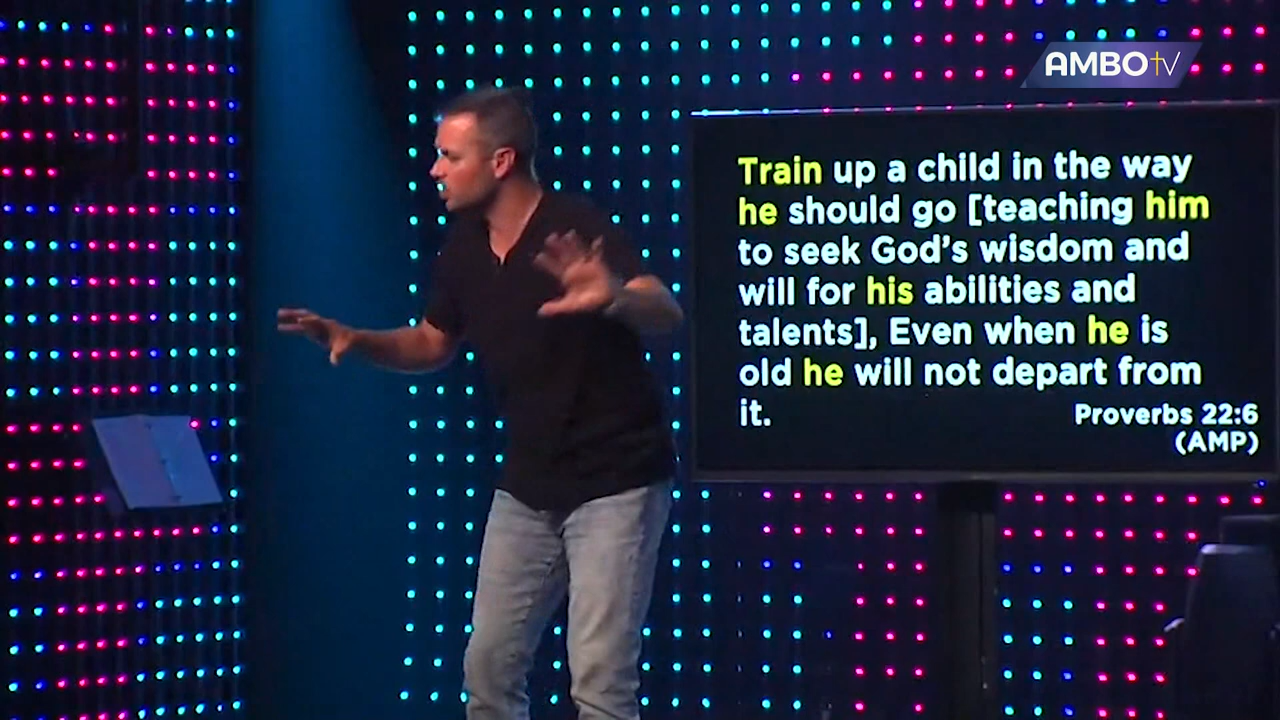 AMBOtv
Train up a child in the way
he should go [teaching him
to seek God’s wisdom and
will for his abilities and
talents], Even when he is
old he will not depart from
it.
Proverbs 22:6
(AMP)